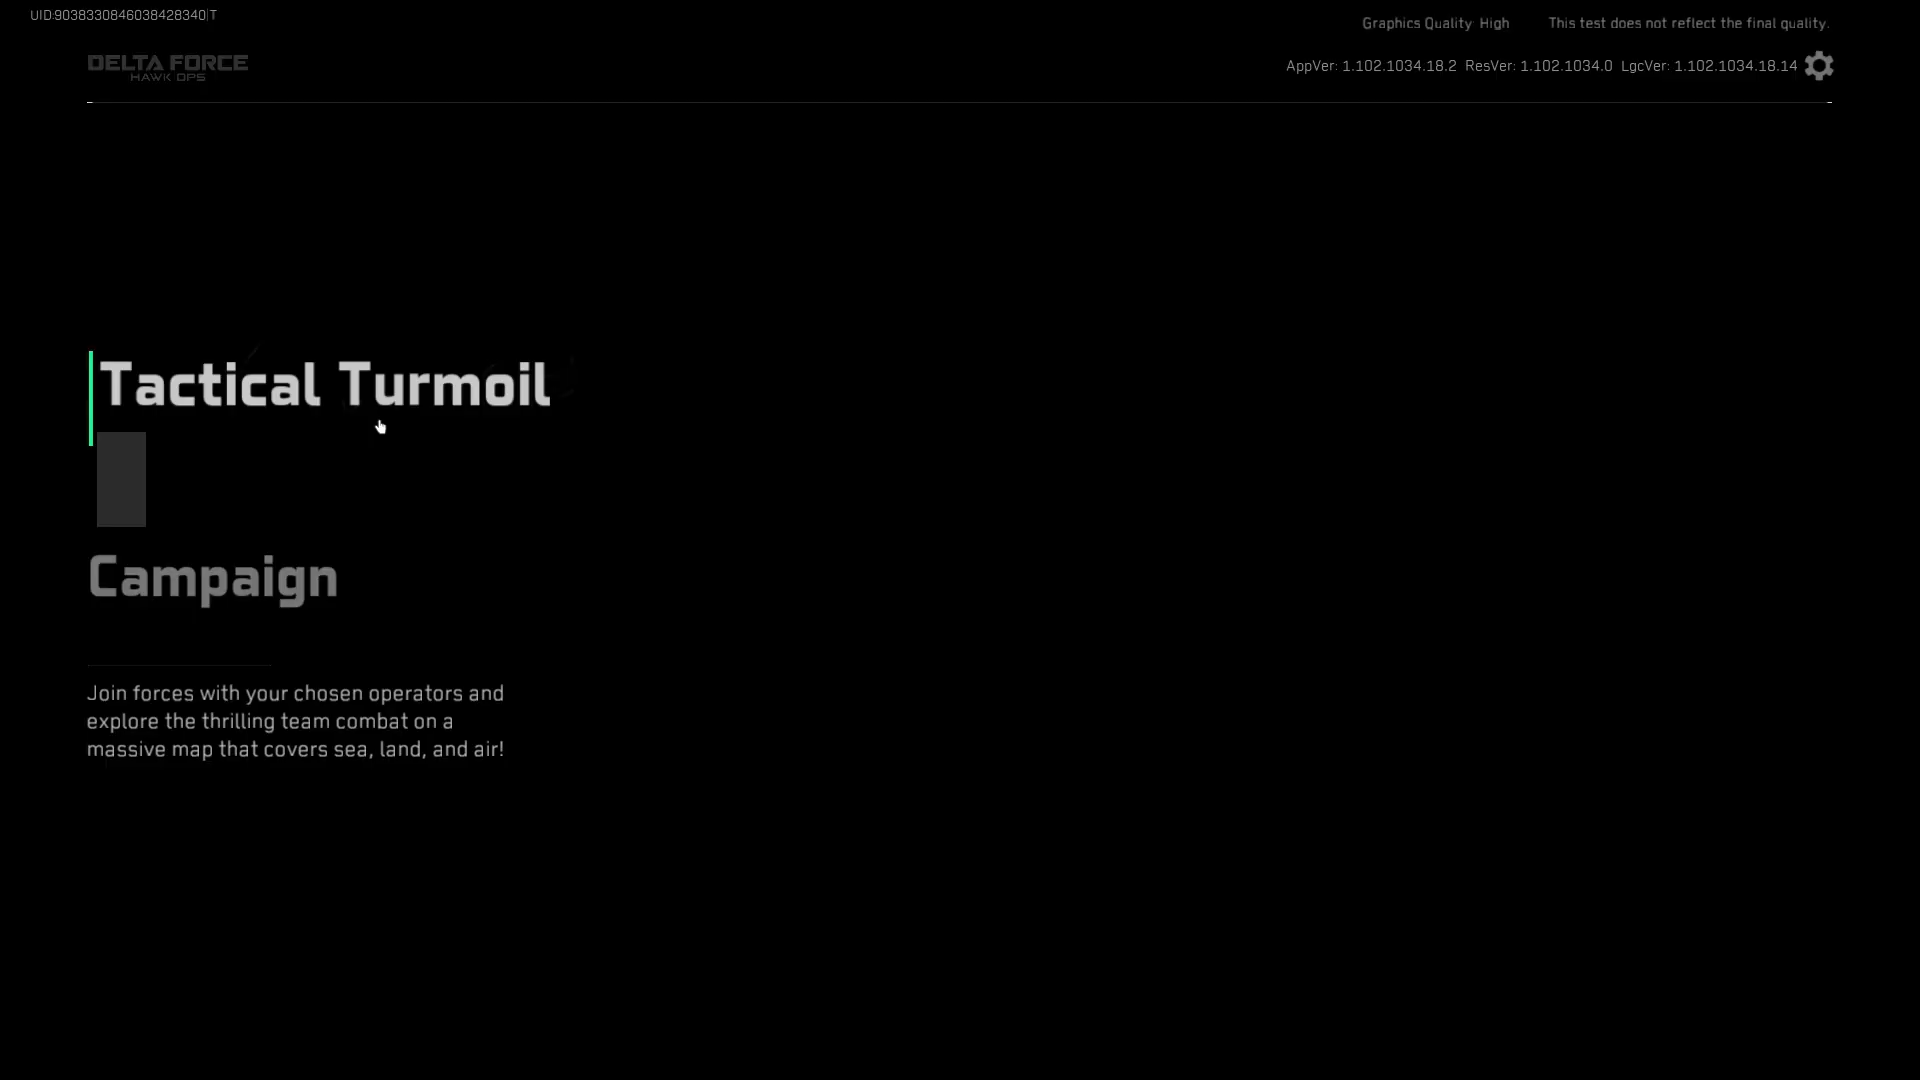 UID:9038330846038428340|T
Graphics Quality High
This test does not reflect the final quality.
DELTA FORCE
HAWK OPS
AppVer: 1.102.1034.18.2 ResVer: 1.102.1034.0 LgcVer: 1.102.1034.18.14
Tactical Turmoil
Campaign
Join forces with your chosen operators and
explore the thrilling team combat on a
massive map that covers sea, land, and air!